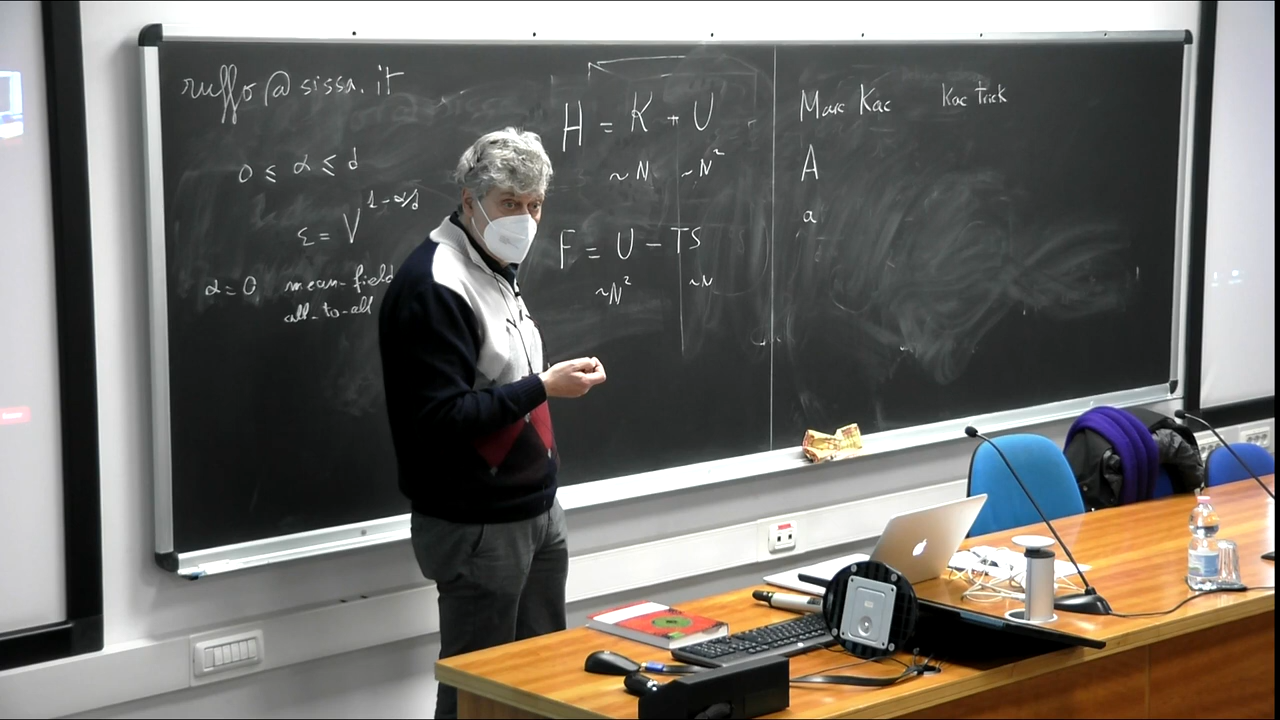 ruffo@sissa.it
0 ≤ α ≤ d
ε = V^{1-α/d}
α = 0 mean-field
all-to-all
H = K + U
~N ~N²
F = U - TS
~N² ~N
Marc Kac Kac trick
A
a